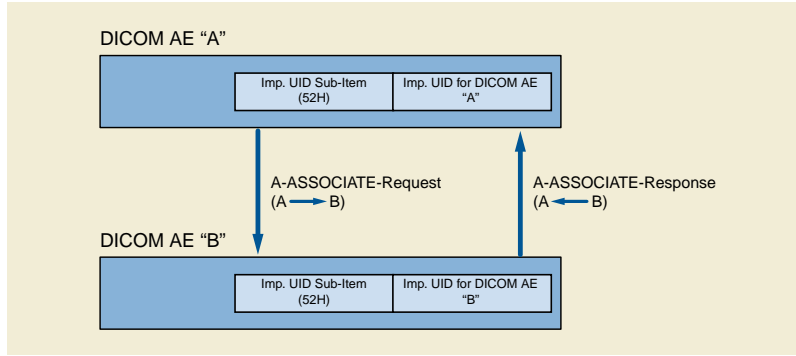 DICOM AE “A”
Imp. UID Sub-Item
(52H)
Imp. UID for DICOM AE
“A”
A-ASSOCIATE-Request
(A B)
A-ASSOCIATE-Response
(A B)
DICOM AE “B”
Imp. UID Sub-Item
(52H)
Imp. UID for DICOM AE
“B”